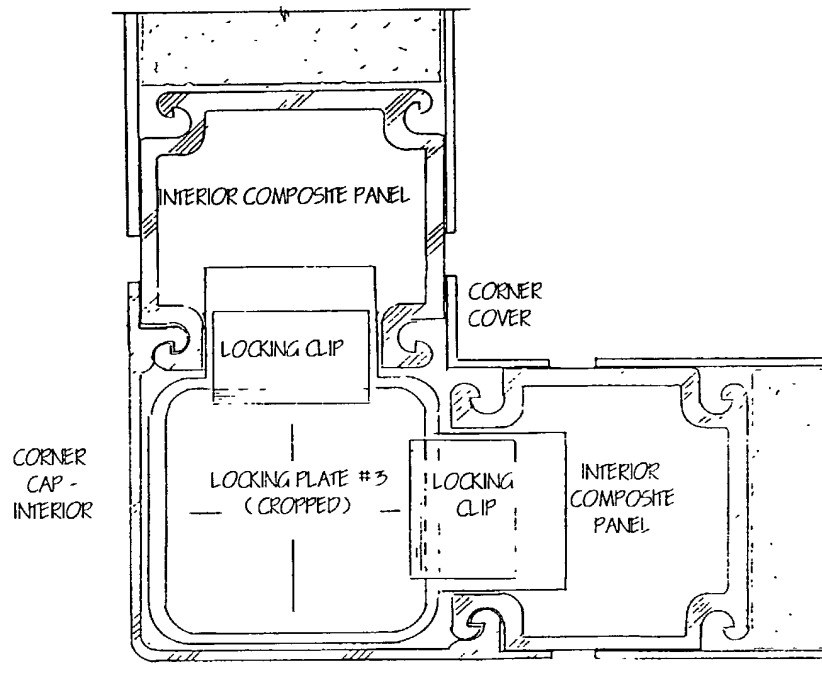 INTERIOR COMPOSITE PANEL
CORNER
COVER
LOCKING CLIP
CORNER
CAP -
INTERIOR
LOCKING PLATE #3
(CROPPED)
LOCKING
CLIP
INTERIOR
COMPOSITE
PANEL